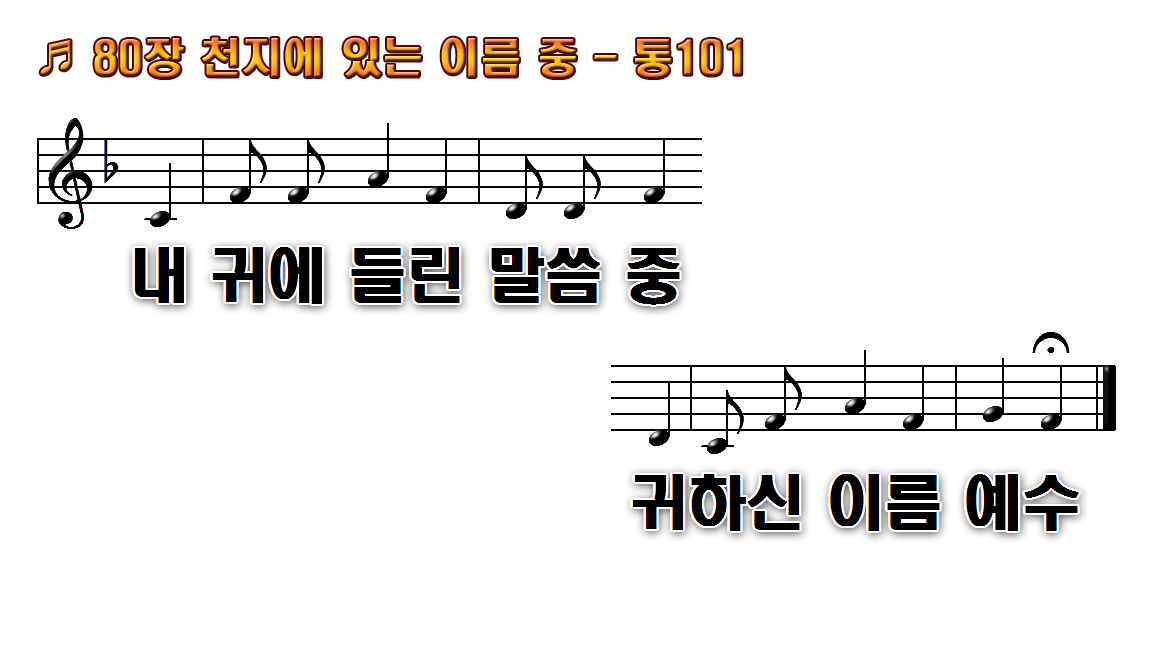 ♬ 80장 천지에 있는 이름 중 – 통101
내 귀에 들린 말씀 중
귀하신 이름 예수